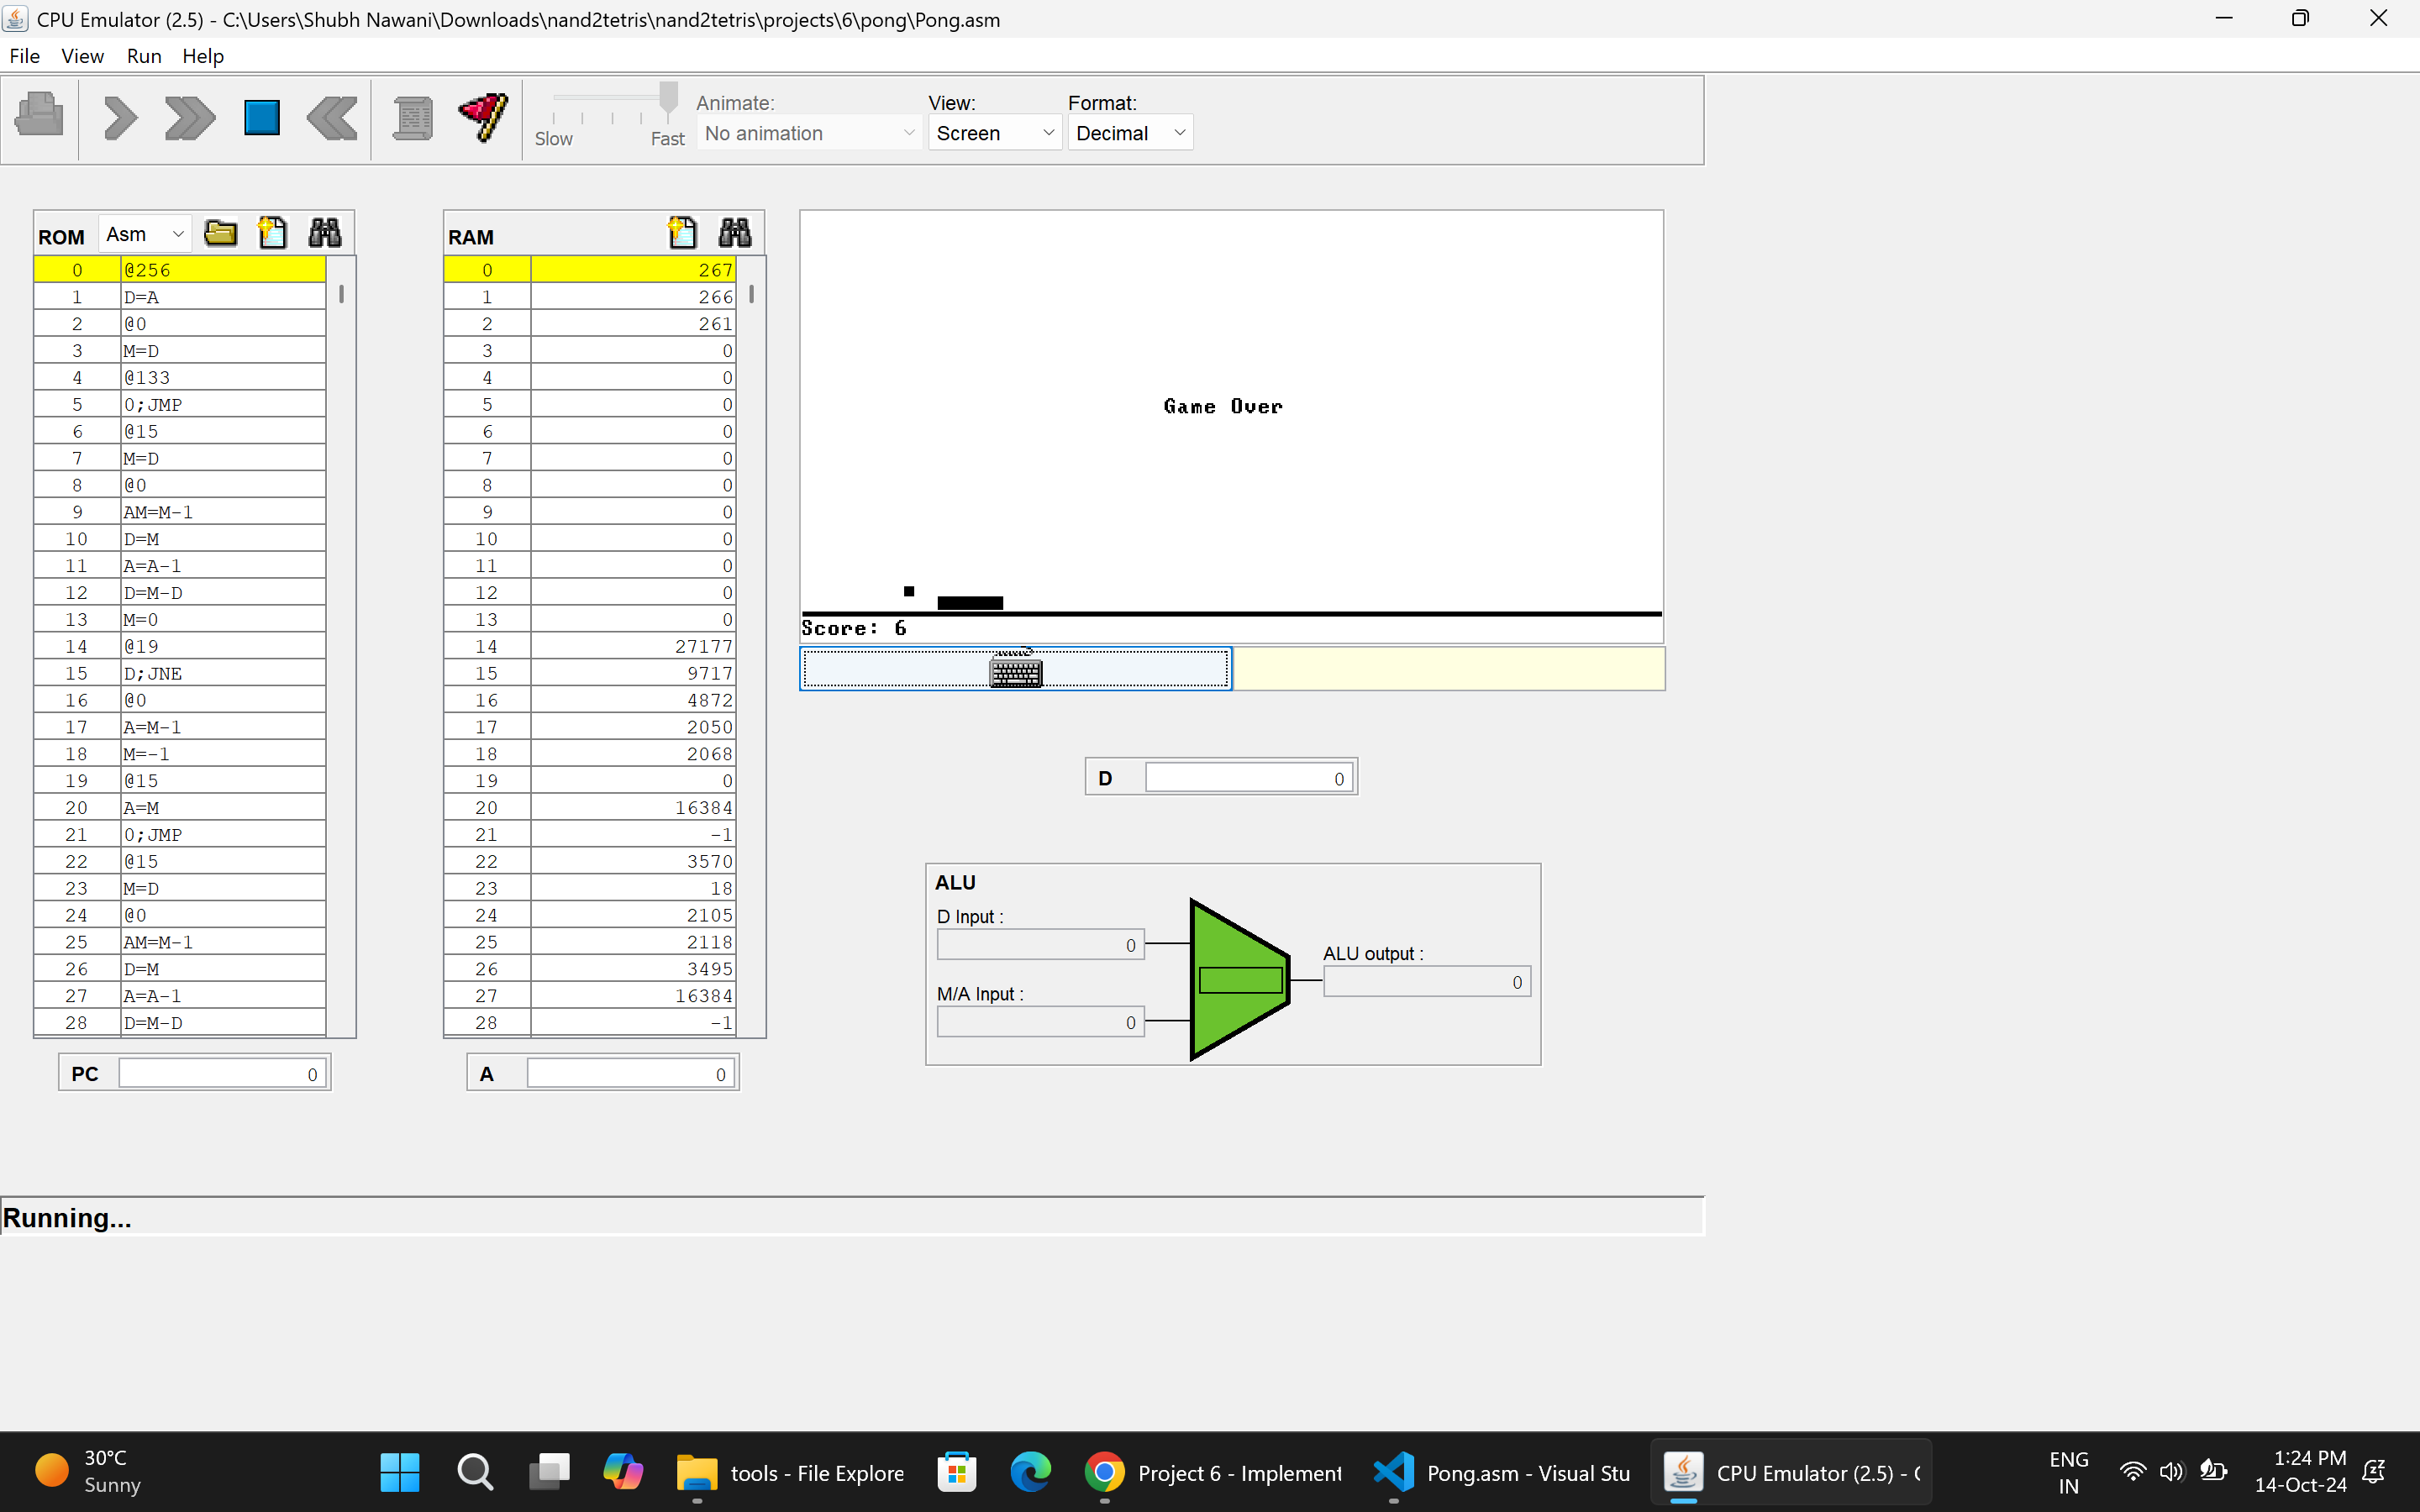 CPU Emulator (2.5) - C:\Users\Shubh Nawani\Downloads\nand2tetris\nand2tetris\projects\6\pong\Pong.asm
File View Run Help
Slow Fast
Animate:
No animation
View:
Screen
Format:
Decimal
ROM Asm
0 @256
1 D=A
2 @0
3 M=D
4 @133
5 0;JMP
6 @15
7 M=D
8 @0
9 AM=M-1
10 D=M
11 A=A-1
12 D=M-D
13 M=0
14 @19
15 D;JNE
16 @0
17 A=M-1
18 M=-1
19 @15
20 A=M
21 0;JMP
22 @15
23 M=D
24 @0
25 AM=M-1
26 D=M
27 A=A-1
28 D=M-D
PC 0
RAM
0 267
1 266
2 261
3 0
4 0
5 0
6 0
7 0
8 0
9 0
10 0
11 0
12 0
13 0
14 27177
15 9717
16 4872
17 2050
18 2068
19 0
20 16384
21 -1
22 3570
23 18
24 2105
25 2118
26 3495
27 16384
28 -1
A 0
Game Over
Score: 6
D 0
ALU
D Input :
0
M/A Input :
0
ALU output :
0
Running...
30°C
Sunny
tools - File Explore
Project 6 - Implement
Pong.asm - Visual Stu
CPU Emulator (2.5) - C
ENG
IN
1:24 PM
14-Oct-24